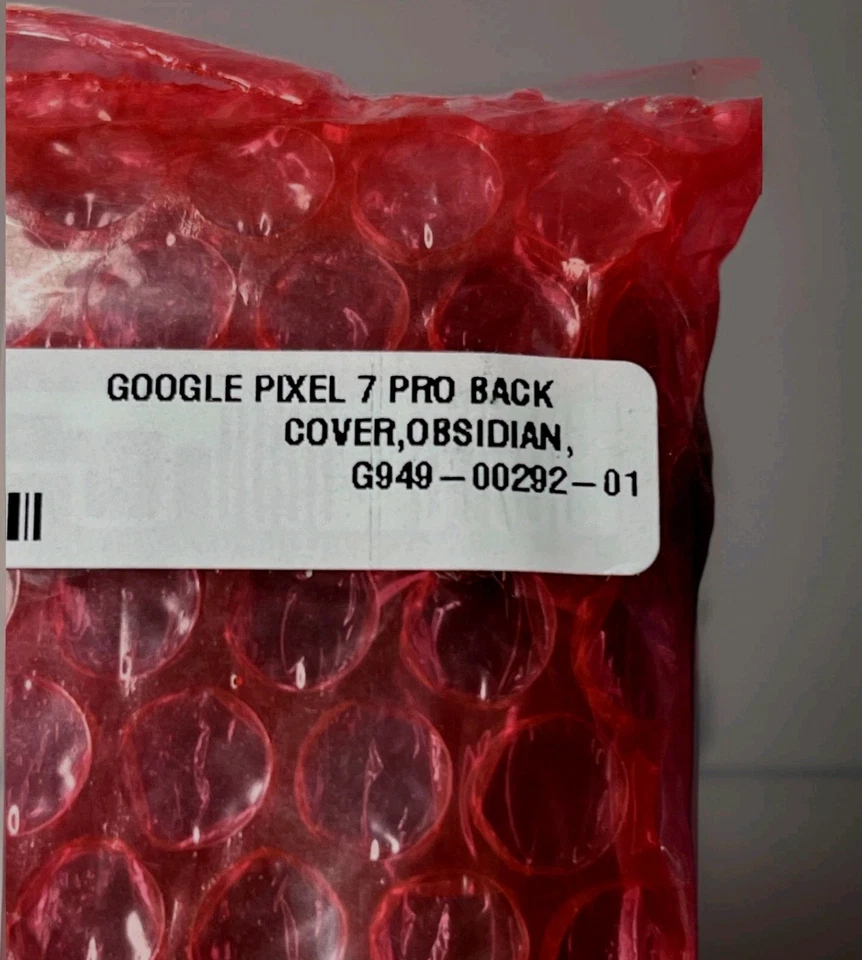 GOOGLE PIXEL 7 PRO BACK
COVER,OBSIDIAN,
G949-00292-01